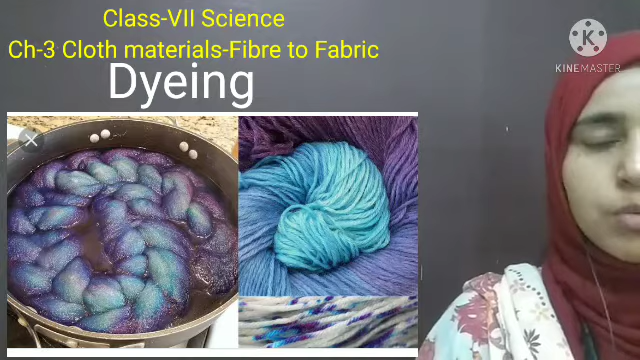 Class-VII Science
Ch-3 Cloth materials-Fibre to Fabric
Dyeing
KINEMASTER